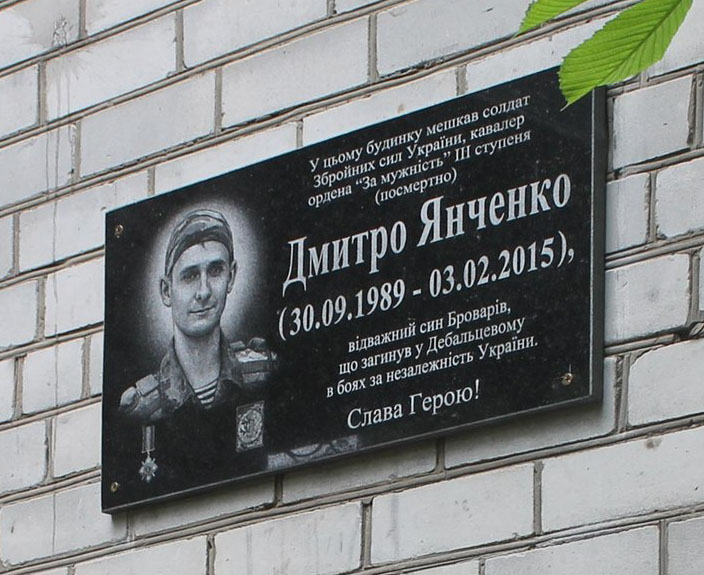 У цьому будинку мешкав солдат
Збройних сил України, кавалер
ордена "За мужність" III ступеня
(посмертно)
Дмитро Янченко
(30.09.1989 - 03.02.2015),
відважний син Броварів,
що загинув у Дебальцевому
в боях за незалежність України.
Слава Герою!